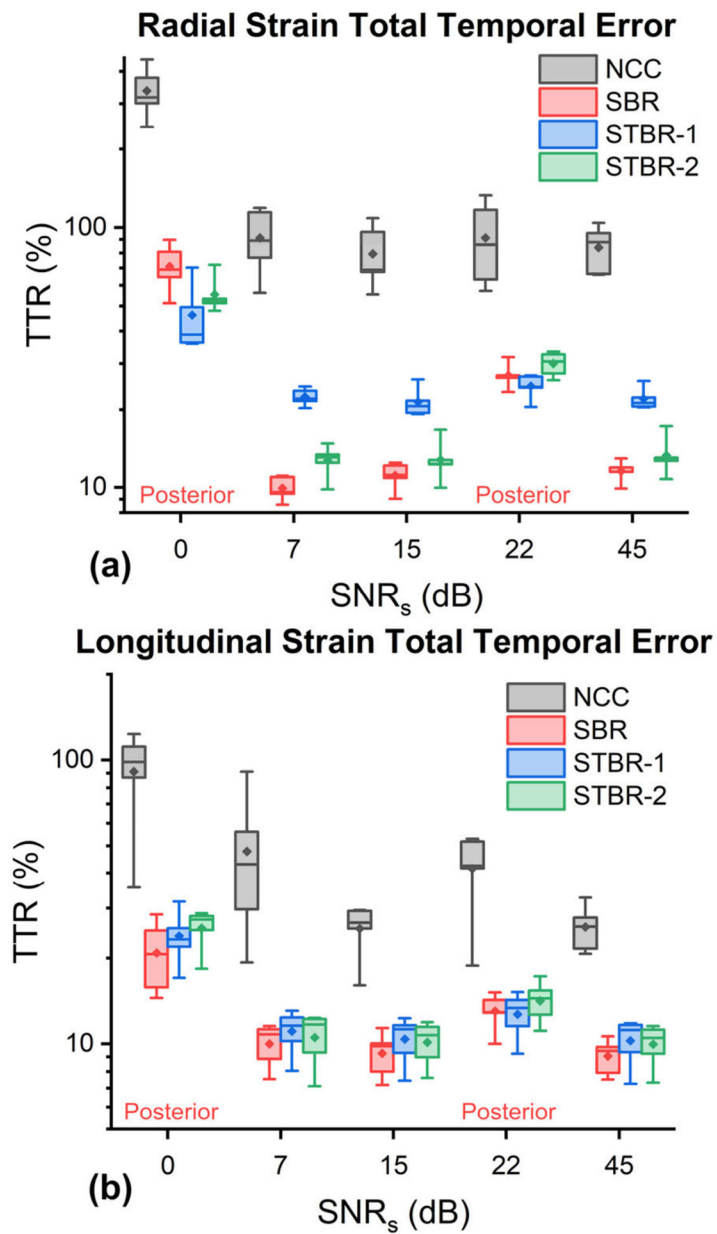 Radial Strain Total Temporal Error
NCC
SBR
STBR-1
STBR-2
TTR (%)
100
10
Posterior
Posterior
0 7 15 22 45
(a)
SNRs (dB)
Longitudinal Strain Total Temporal Error
NCC
SBR
STBR-1
STBR-2
TTR (%)
100
10
Posterior
Posterior
0 7 15 22 45
(b)
SNRs (dB)